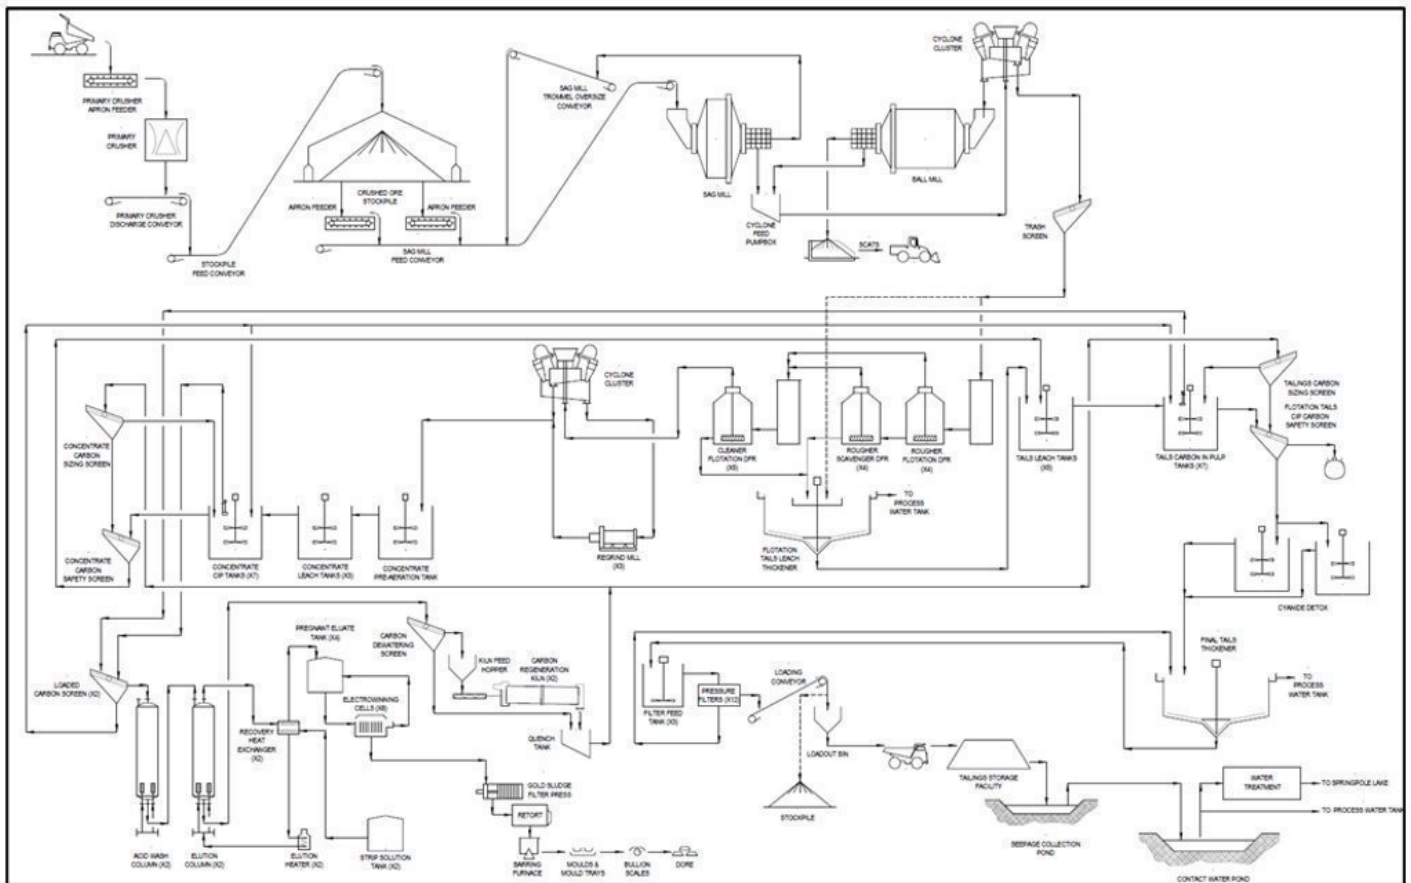 PRIMARY CRUSHER
APRON FEEDER
PRIMARY
CRUSHER
PRIMARY CRUSHER
DISCHARGE CONVEYOR
STOCKPILE
FEED CONVEYOR
CRUSHED ORE
STOCKPILE
APRON FEEDER
APRON FEEDER
SAG MILL
FEED CONVEYOR
SAG MILL
TROMMEL OVERSIZE
CONVEYOR
SAG MILL
CYCLONE
FEED
PUMPBOX
BALL MILL
CYCLONE
CLUSTER
SCATS
TRASH
SCREEN
CYCLONE
CLUSTER
CONCENTRATE
CARBON
SIZING SCREEN
CONCENTRATE
CARBON
SAFETY SCREEN
CONCENTRATE
CIP TANKS (X7)
CONCENTRATE
LEACH TANKS (X3)
CONCENTRATE
PRE-AERATION TANK
REGRIND MILL
(X3)
CLEANER
FLOTATION DFR
(X5)
ROUGHER
SCAVENGER DFR
(X4)
ROUGHER
FLOTATION DFR
(X4)
TO
PROCESS
WATER TANK
FLOTATION
TAILS LEACH
THICKENER
TAILS LEACH TANKS
TAILS CARBON IN PULP
TANKS (X7)
TAILINGS CARBON
SIZING SCREEN
FLOTATION TAILS
CIP CARBON
SAFETY SCREEN
CYANIDE DETOX
FINAL TAILS
THICKENER
TO
PROCESS
WATER TANK
LOADED
CARBON SCREEN (X2)
ACID WASH
COLUMN (X2)
ELUTION
COLUMN (X2)
RECOVERY
HEAT
EXCHANGER
(X2)
ELUTION
HEATER (X2)
STRIP SOLUTION
TANK (X2)
PREGNANT ELUATE
TANK (X4)
ELECTROWINNING
CELLS (X8)
CARBON
DEWATERING
SCREEN
KILN FEED
HOPPER
CARBON
REGENERATION
KILN (X2)
QUENCH
TANK
GOLD SLUDGE
FILTER PRESS
RETORT
BARRING
FURNACE
MOULDS &
MOULD TRAYS
BULLION
SCALES
DORE
FILTER FEED
TANK (X3)
PRESSURE
FILTERS (X12)
LOADING
CONVEYOR
LOADOUT BIN
STOCKPILE
TAILINGS STORAGE
FACILITY
SEEPAGE COLLECTION
POND
WATER
TREATMENT
TO SPRINGPOLE LAKE
TO PROCESS WATER TANK
CONTACT WATER POND